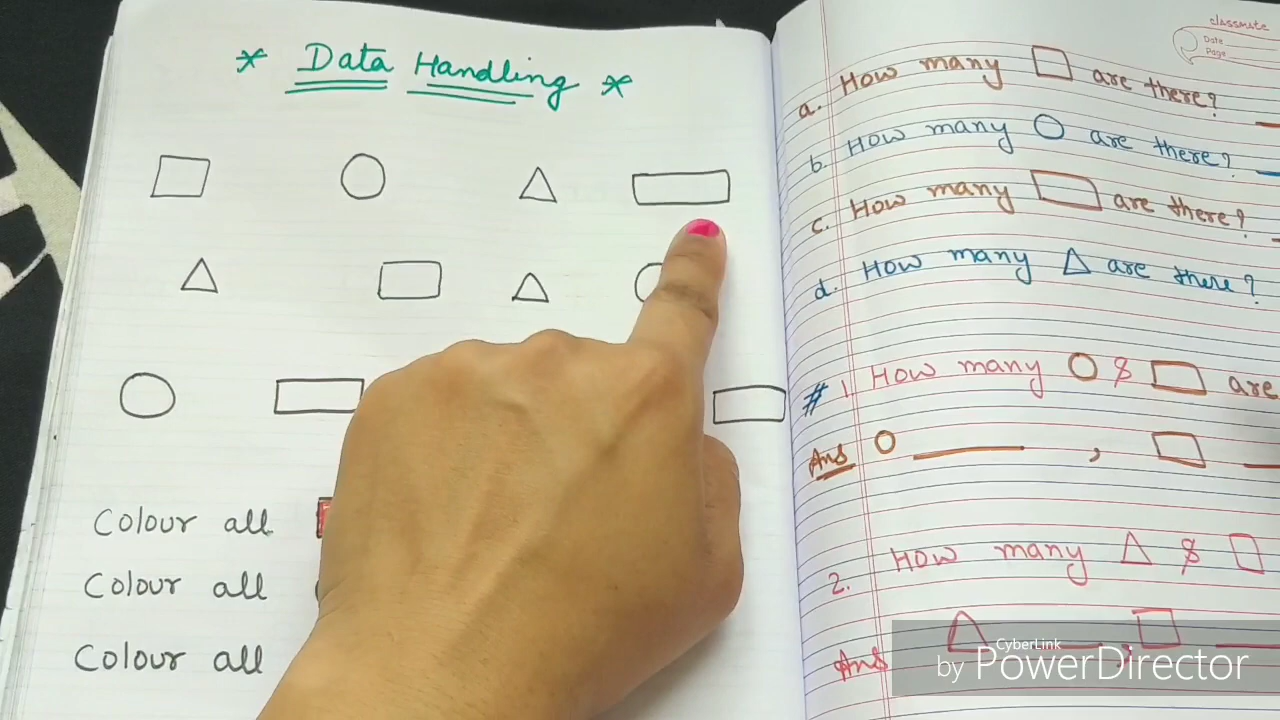 * Data Handling *
Colour all
Colour all
Colour all
classmate
Date
Page
a. How many □ are there?
b. How many ○ are there?
c. How many ▭ are there?
d. How many △ are there?
# 1 How many ○ & ▭ are
Ans ○ , □
2. How many △ & ▯
Ans △ , □
CyberLink
by PowerDirector